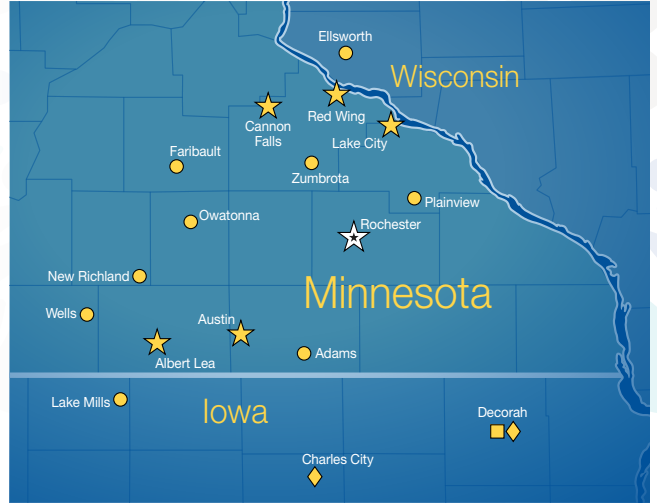 Ellsworth
Wisconsin
Red Wing
Cannon
Falls
Lake City
Faribault
Zumbrota
Plainview
Owatonna
Rochester
New Richland
Minnesota
Wells
Austin
Albert Lea
Adams
Lake Mills
Iowa
Decorah
Charles City